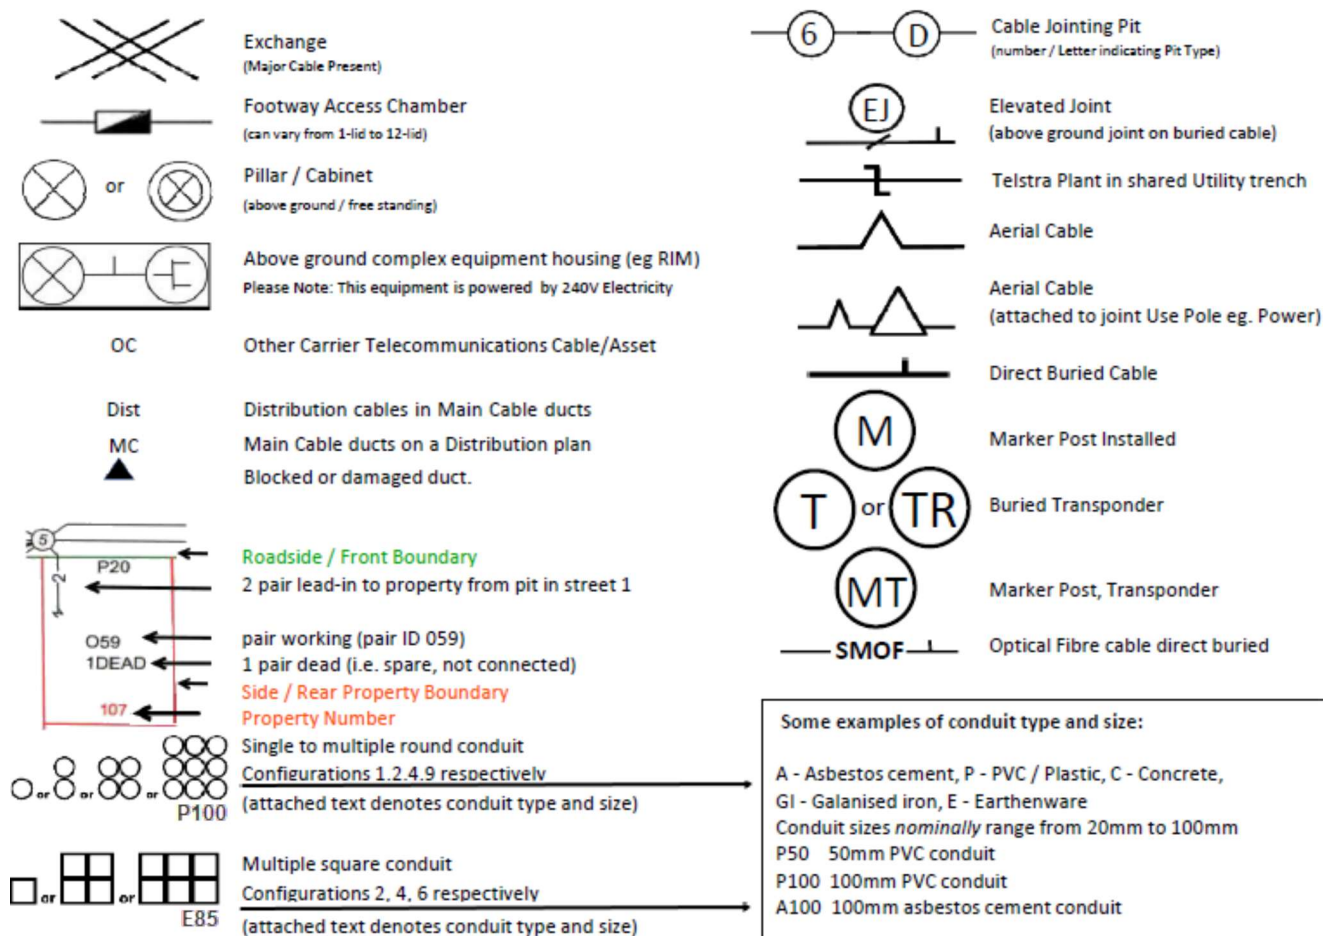 Exchange
(Major Cable Present)
Footway Access Chamber
(can vary from 1-lid to 12-lid)
or
Pillar / Cabinet
(above ground / free standing)
Above ground complex equipment housing (eg RIM)
Please Note: This equipment is powered by 240V Electricity
OC Other Carrier Telecommunications Cable/Asset
Dist Distribution cables in Main Cable ducts
MC Main Cable ducts on a Distribution plan
Blocked or damaged duct.
5
Roadside / Front Boundary
P20
2
2 pair lead-in to property from pit in street 1
O59 pair working (pair ID 059)
1DEAD 1 pair dead (i.e. spare, not connected)
Side / Rear Property Boundary
107 Property Number
Single to multiple round conduit
or or or Configurations 1.2.4.9 respectively
P100 (attached text denotes conduit type and size)
Multiple square conduit
or or Configurations 2, 4, 6 respectively
E85 (attached text denotes conduit type and size)
6 D Cable Jointing Pit
(number / Letter indicating Pit Type)
EJ Elevated Joint
(above ground joint on buried cable)
Telstra Plant in shared Utility trench
Aerial Cable
Aerial Cable
(attached to joint Use Pole eg. Power)
Direct Buried Cable
M Marker Post Installed
T or TR Buried Transponder
MT Marker Post, Transponder
SMOF Optical Fibre cable direct buried
Some examples of conduit type and size:
A - Asbestos cement, P - PVC / Plastic, C - Concrete,
GI - Galanised iron, E - Earthenware
Conduit sizes nominally range from 20mm to 100mm
P50 50mm PVC conduit
P100 100mm PVC conduit
A100 100mm asbestos cement conduit